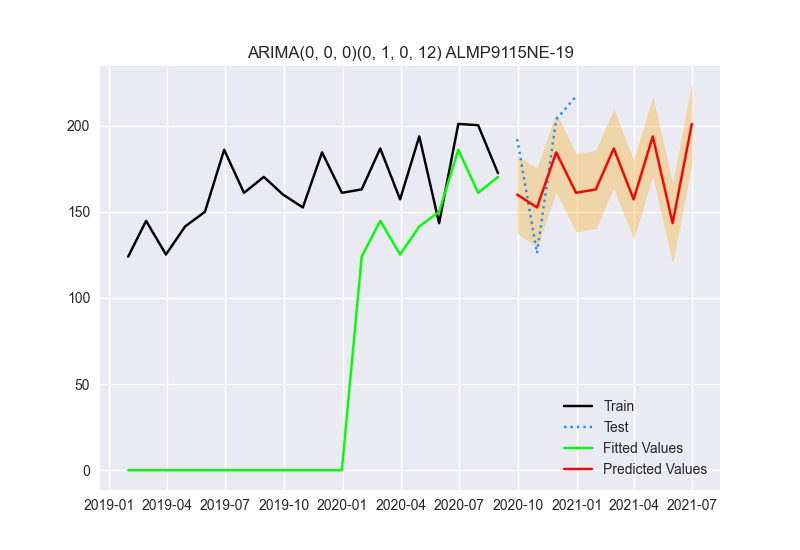 ARIMA(0, 0, 0)(0, 1, 0, 12) ALMP9115NE-19
200
150
100
50
0
Train
Test
Fitted Values
Predicted Values
2019-01 2019-04 2019-07 2019-10 2020-01 2020-04 2020-07 2020-10 2021-01 2021-04 2021-07